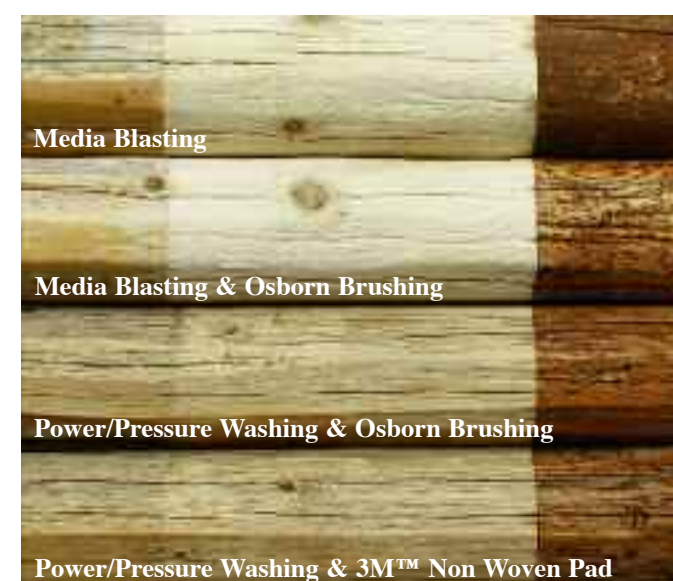 Media Blasting
Media Blasting & Osborn Brushing
Power/Pressure Washing & Osborn Brushing
Power/Pressure Washing & 3M™ Non Woven Pad